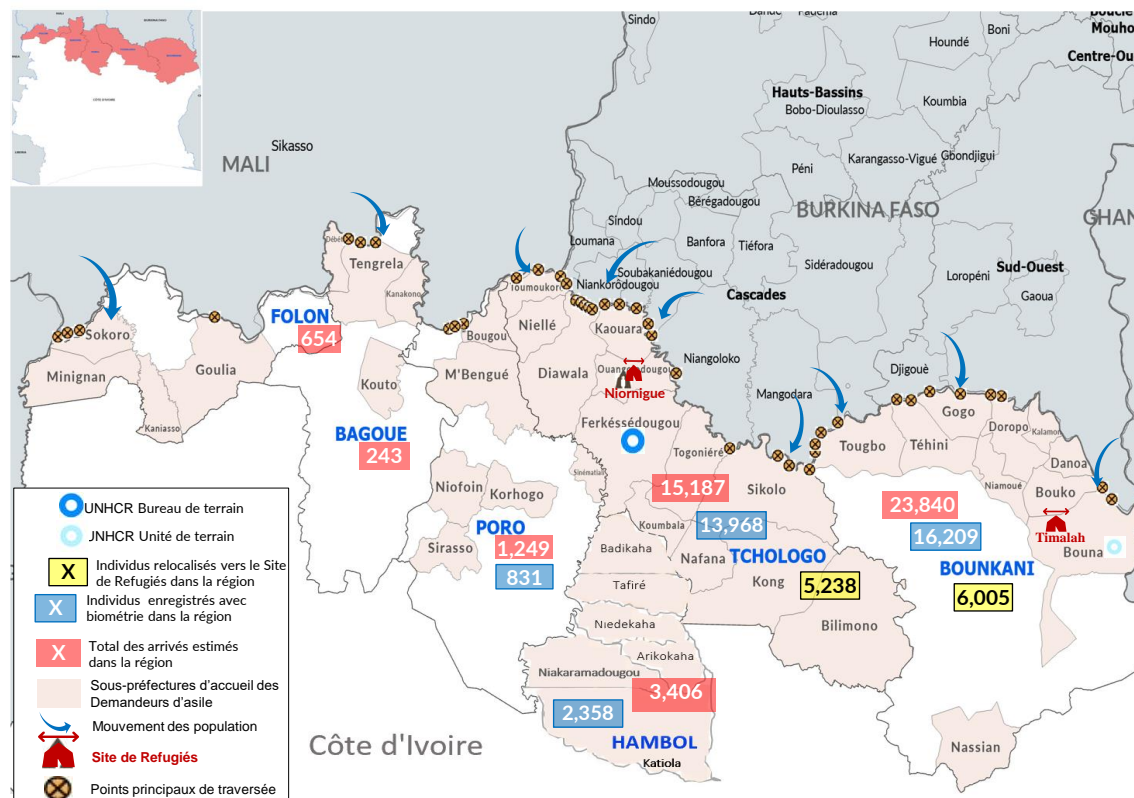 CÔTE D'IVOIRE
MALI
Sikasso
Sindo
Boni
Mouho
Houndé
Centre-Ou
Hauts-Bassins
Bobo-Dioulasso
Koumbia
Péni
Karangasso-Vigué
Gbondjigui
Moussodougou
Bérégadougou
BURKINA FASO
GHAN
Sindou
Loumana
Banfora
Tiéfora
Sidéradougou
Soubakaniédougou
Niankorodougou
Loropéni
Sud-Ouest
Gaoua
Cascades
Niangoloko
Mangodara
Djigouè
Tengrela
Kanakono
FOLON
654
Sokoro
Minignan
Goulia
Kaniasso
Kouto
BAGOUE
243
Toumoukoro
Niellé
Bougou
M'Bengué
Diawala
Kaouara
Niornigue
Ferkéssédougou
Togoniéré
Sinématiali
15,187
13,968
Sikolo
TCHOLOGO
Koumbala
Nafana
Kong
5,238
Bilimono
Niofoin
Korhogo
Sirasso
PORO
1,249
831
Badikaha
Tafiré
Niedekaha
Arikokaha
Niakaramadougou
3,406
2,358
HAMBOL
Katiola
Gogo
Doropo
Kalamon
Tougbo
Téhini
Danoa
Niamoué
Bouko
Timalah
Bouna
23,840
16,209
BOUNKANI
6,005
Nassian
Côte d'Ivoire
UNHCR Bureau de terrain
JNHCR Unité de terrain
X Individus relocalisés vers le Site
de Refugiés dans la région
X Individus enregistrés avec
biométrie dans la région
X Total des arrivés estimés
dans la région
Sous-préfectures d'accueil des
Demandeurs d'asile
Mouvement des population
Site de Refugiés
Points principaux de traversée